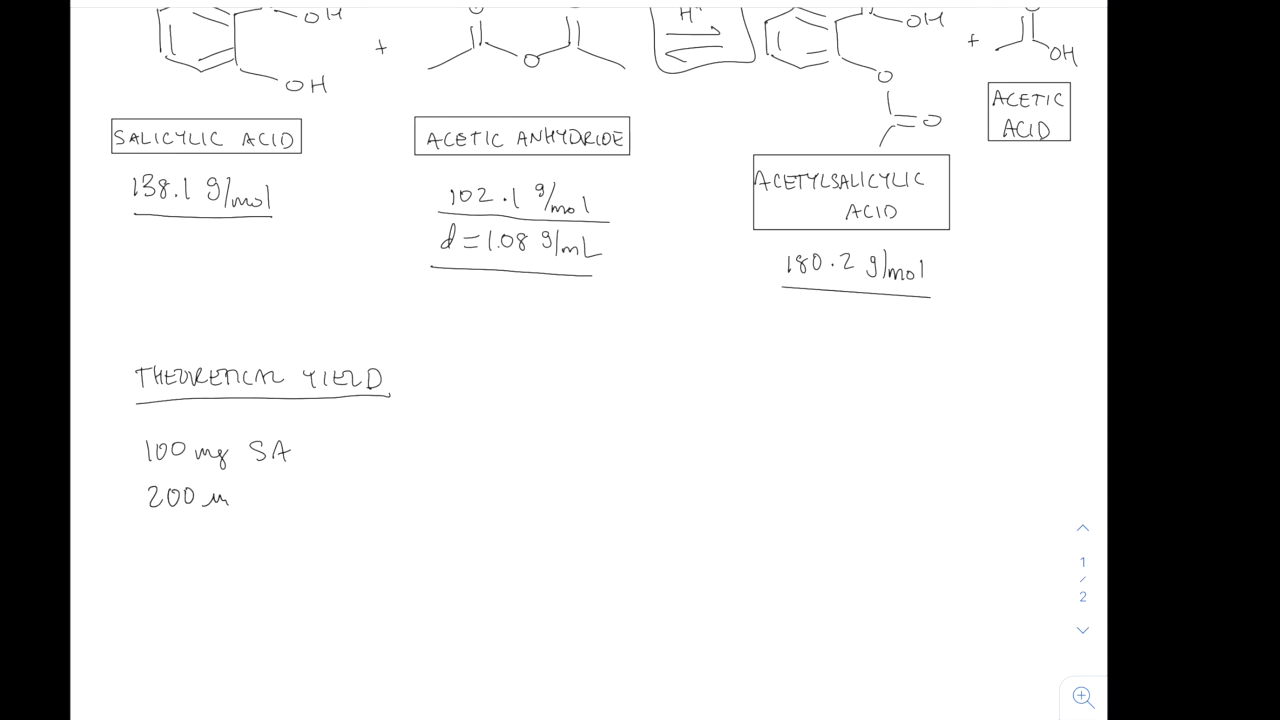 OH
OH
+
O
H⁺
OH
O
O
+
OH
SALICYLIC ACID
138.1 g/mol
ACETIC ANHYDRIDE
102.1 g/mol
d = 1.08 g/mL
ACETYLSALICYLIC
ACID
180.2 g/mol
ACETIC
ACID
THEORETICAL YIELD
100 mg SA
200 m
1
/
2